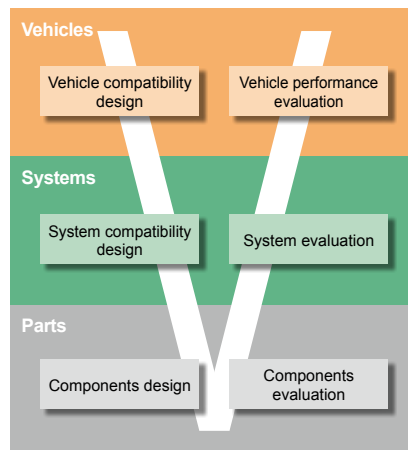 Vehicles
Vehicle compatibility
design
Vehicle performance
evaluation
Systems
System compatibility
design
System evaluation
Parts
Components design
Components
evaluation